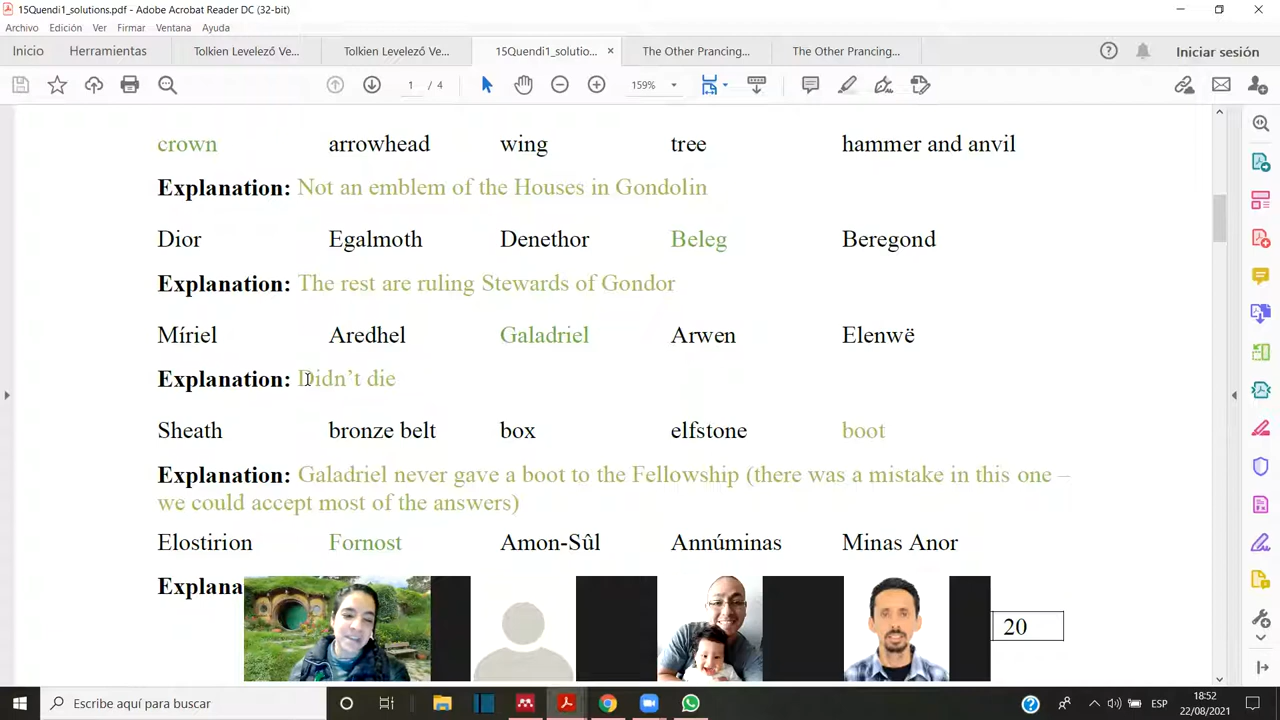 15Quendi1_solutions.pdf - Adobe Acrobat Reader DC (32-bit)
Archivo Edición Ver Firmar Ventana Ayuda
Inicio Herramientas Tolkien Levelező Ve... Tolkien Levelező Ve... 15Quendi1_solutio... The Other Prancing... The Other Prancing... Iniciar sesión
1 / 4 159%
crown arrowhead wing tree hammer and anvil
Explanation: Not an emblem of the Houses in Gondolin
Dior Egalmoth Denethor Beleg Beregond
Explanation: The rest are ruling Stewards of Gondor
Míriel Aredhel Galadriel Arwen Elenwë
Explanation: Didn't die
Sheath bronze belt box elfstone boot
Explanation: Galadriel never gave a boot to the Fellowship (there was a mistake in this one –
we could accept most of the answers)
Elostirion Fornost Amon-Sûl Annúminas Minas Anor
Explana
20
Escribe aquí para buscar
ESP
18:52
22/08/2021